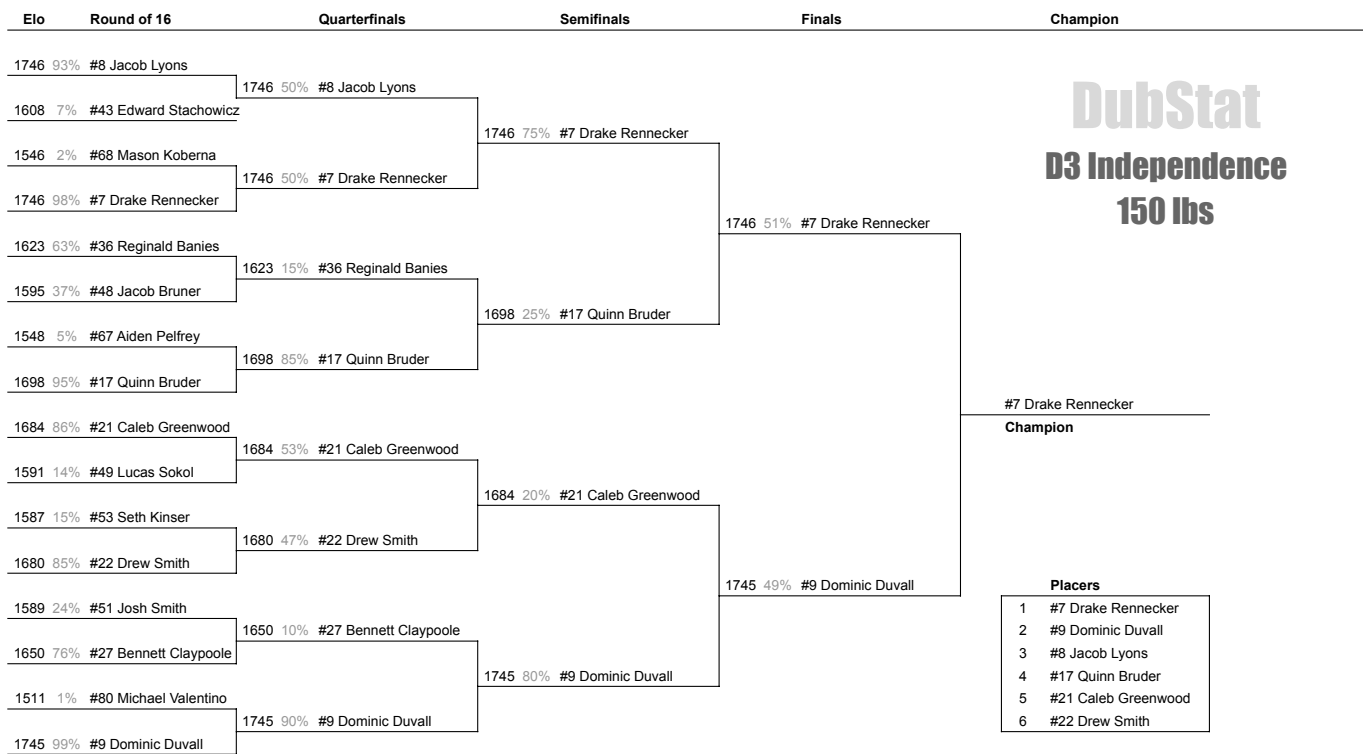 Elo Round of 16 Quarterfinals Semifinals Finals Champion
1746 93% #8 Jacob Lyons
1746 50% #8 Jacob Lyons
DubStat
1608 7% #43 Edward Stachowicz
1746 75% #7 Drake Rennecker
1546 2% #68 Mason Koberna
D3 Independence
1746 50% #7 Drake Rennecker
1746 98% #7 Drake Rennecker
150 lbs
1746 51% #7 Drake Rennecker
1623 63% #36 Reginald Banies
1623 15% #36 Reginald Banies
1595 37% #48 Jacob Bruner
1698 25% #17 Quinn Bruder
1548 5% #67 Aiden Pelfrey
1698 85% #17 Quinn Bruder
1698 95% #17 Quinn Bruder
#7 Drake Rennecker
Champion
1684 86% #21 Caleb Greenwood
1684 53% #21 Caleb Greenwood
1591 14% #49 Lucas Sokol
1684 20% #21 Caleb Greenwood
1587 15% #53 Seth Kinser
1680 47% #22 Drew Smith
1680 85% #22 Drew Smith
1745 49% #9 Dominic Duvall
1589 24% #51 Josh Smith
1650 10% #27 Bennett Claypoole
1650 76% #27 Bennett Claypoole
1745 80% #9 Dominic Duvall
1511 1% #80 Michael Valentino
1745 90% #9 Dominic Duvall
1745 99% #9 Dominic Duvall
Placers
1 #7 Drake Rennecker
2 #9 Dominic Duvall
3 #8 Jacob Lyons
4 #17 Quinn Bruder
5 #21 Caleb Greenwood
6 #22 Drew Smith